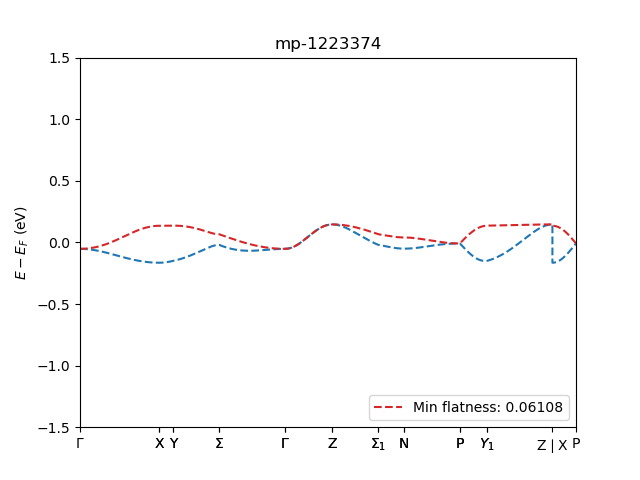 mp-1223374
1.5
1.0
0.5
0.0
−0.5
−1.0
−1.5
E − E_F (eV)
Min flatness: 0.06108
Γ X Y Σ Γ Z Σ₁ N P Y₁ Z | X P